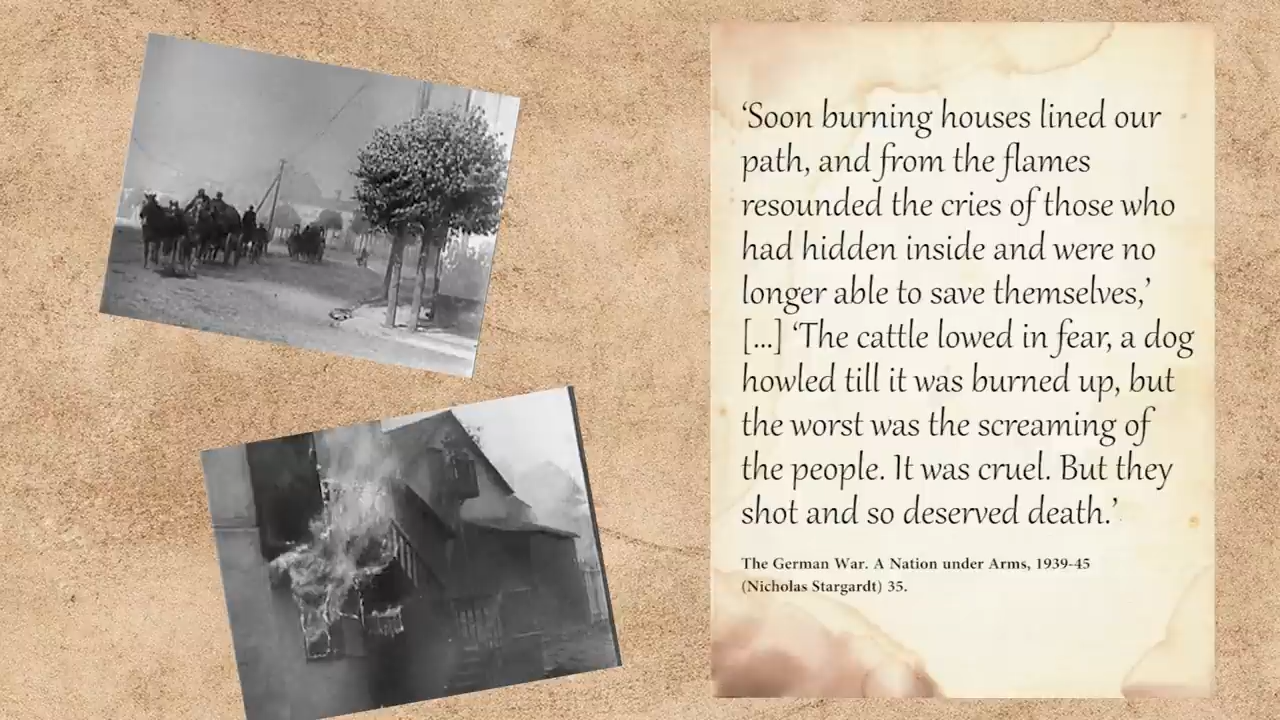 ‘Soon burning houses lined our
path, and from the flames
resounded the cries of those who
had hidden inside and were no
longer able to save themselves,’
[...] ‘The cattle lowed in fear, a dog
howled till it was burned up, but
the worst was the screaming of
the people. It was cruel. But they
shot and so deserved death.’
The German War. A Nation under Arms, 1939-45
(Nicholas Stargardt) 35.